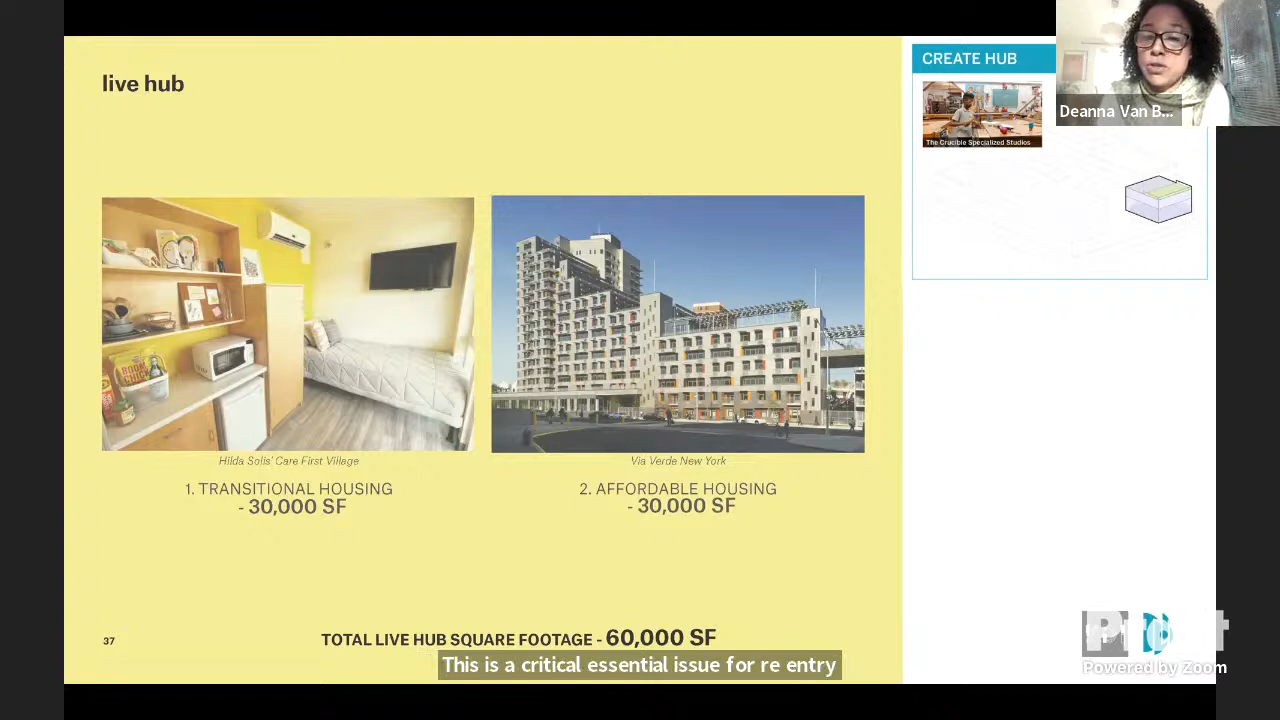 live hub
CREATE HUB
The Crucible Specialized Studios
Deanna Van B...
Hilda Solis' Care First Village
Via Verde New York
1. TRANSITIONAL HOUSING
- 30,000 SF
2. AFFORDABLE HOUSING
- 30,000 SF
37
TOTAL LIVE HUB SQUARE FOOTAGE - 60,000 SF
This is a critical essential issue for re entry
Powered by Zoom